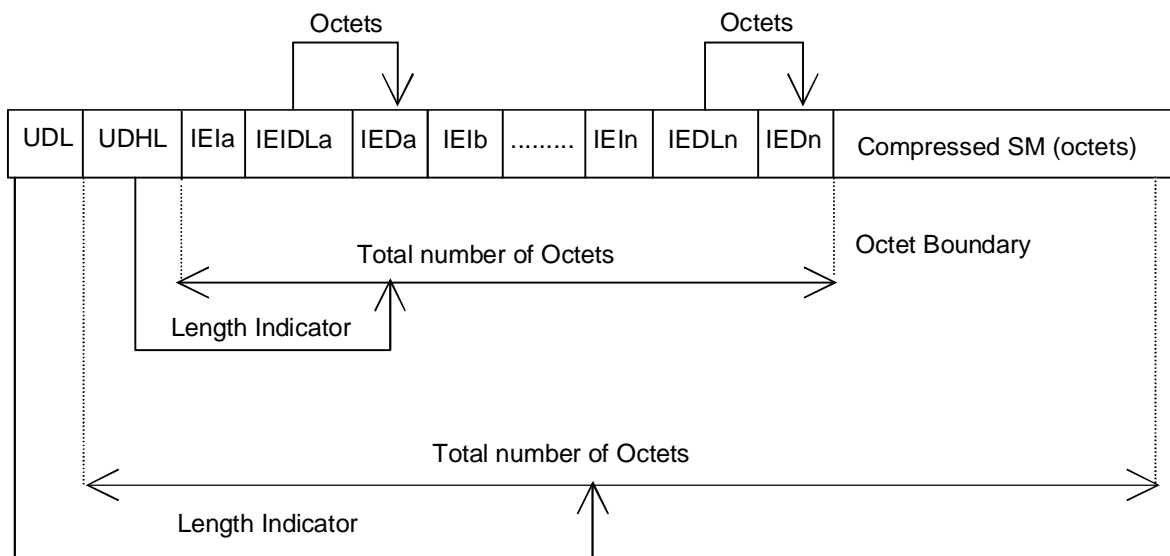 Octets
Octets
UDL UDHL IEIa IEIDLa IEDa IEIb ......... IEIn IEDLn IEDn Compressed SM (octets)
Total number of Octets
Octet Boundary
Length Indicator
Total number of Octets
Length Indicator